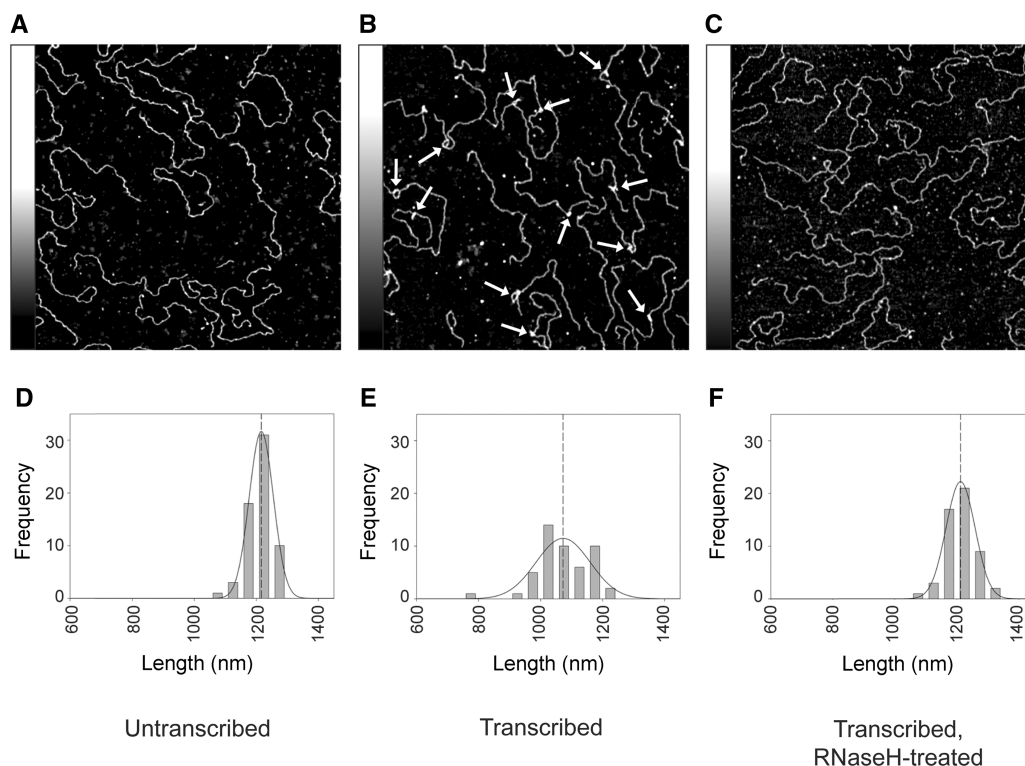 A
B
C
D
E
F
30
20
10
0
Frequency
600
800
1000
1200
1400
Length (nm)
30
20
10
0
Frequency
600
800
1000
1200
1400
Length (nm)
30
20
10
0
Frequency
600
800
1000
1200
1400
Length (nm)
Untranscribed
Transcribed
Transcribed,
RNaseH-treated